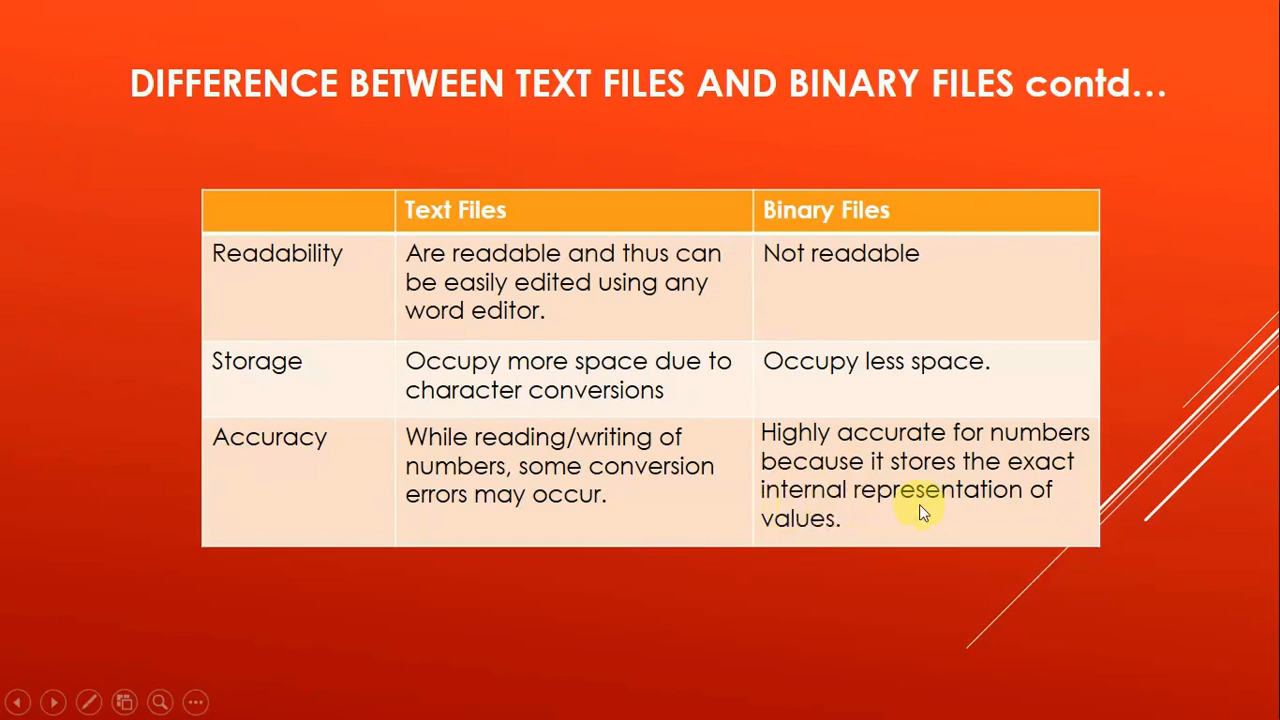 DIFFERENCE BETWEEN TEXT FILES AND BINARY FILES contd...
Text Files
Binary Files
Readability
Are readable and thus can
be easily edited using any
word editor.
Not readable
Storage
Occupy more space due to
character conversions
Occupy less space.
Accuracy
While reading/writing of
numbers, some conversion
errors may occur.
Highly accurate for numbers
because it stores the exact
internal representation of
values.